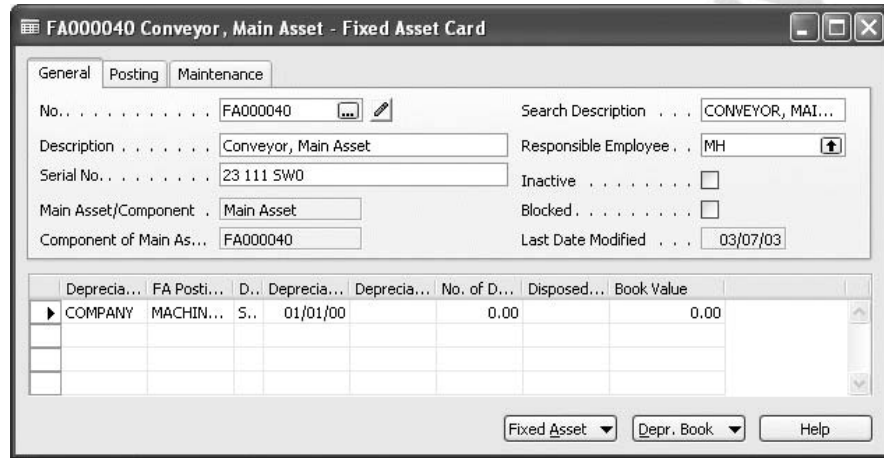 FA000040 Conveyor, Main Asset - Fixed Asset Card
General Posting Maintenance
No.. . . . . . . . . . . . FA000040 ... Search Description . . . CONVEYOR, MAI...
Description . . . . . . . Conveyor, Main Asset Responsible Employee . . MH
Serial No.. . . . . . . . . 23 111 SW0 Inactive . . . . . . . .
Main Asset/Component . Main Asset Blocked. . . . . . . . .
Component of Main As... FA000040 Last Date Modified . . . 03/07/03
Deprecia... FA Posti... D.. Deprecia... Deprecia... No. of D... Disposed... Book Value
COMPANY MACHIN... S.. 01/01/00 0.00 0.00
Fixed Asset Depr. Book Help